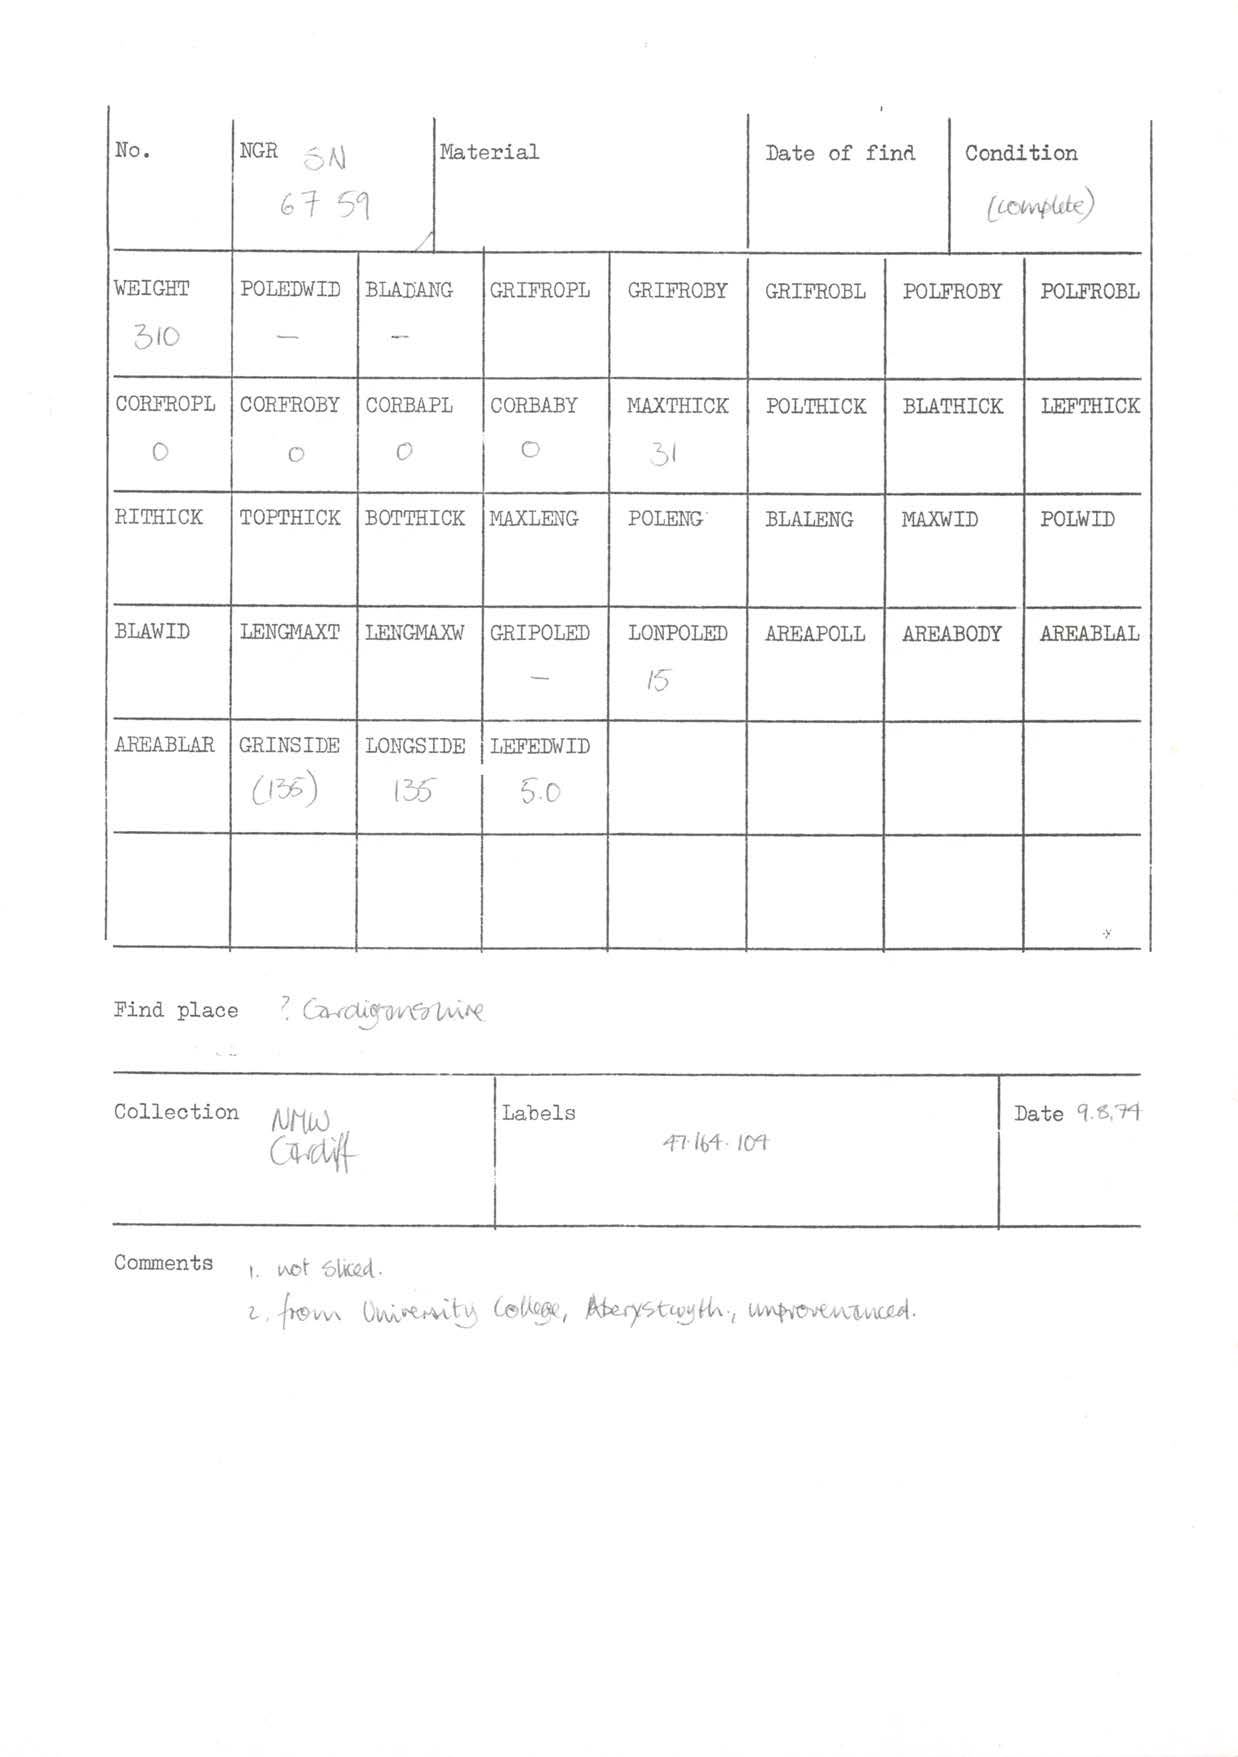 No. NGR SN Material Date of find Condition
67 59 (complete)
WEIGHT POLEDWID BLADANG GRIFROPL GRIFROBY GRIFROBL POLFROBY POLFROBL
310 — —
CORFROPL CORFROBY CORBAPL CORBABY MAXTHICK POLTHICK BLATHICK LEFTHICK
0 0 0 0 31
RITHICK TOPTHICK BOTTHICK MAXLENG POLENG BLALENG MAXWID POLWID
BLAWID LENGMAXT LENGMAXW GRIPOLED LONPOLED AREAPOLL AREABODY AREABLAL
— 15
AREABLAR GRINSIDE LONGSIDE LEFEDWID
(135) 135 5.0
Find place ? Cardiganshire
Collection NMW Labels Date 9.8.74
Cardiff 47.164.104
Comments 1. not sliced.
2. from University College, Aberystwyth., unprovenanced.